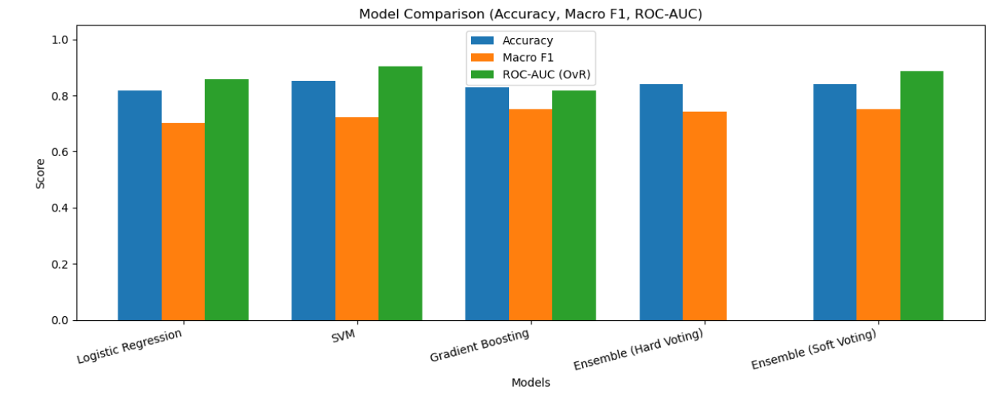 Model Comparison (Accuracy, Macro F1, ROC-AUC)
Accuracy
Macro F1
ROC-AUC (OvR)
1.0
0.8
0.6
0.4
0.2
0.0
Score
Logistic Regression
SVM
Gradient Boosting
Ensemble (Hard Voting)
Ensemble (Soft Voting)
Models